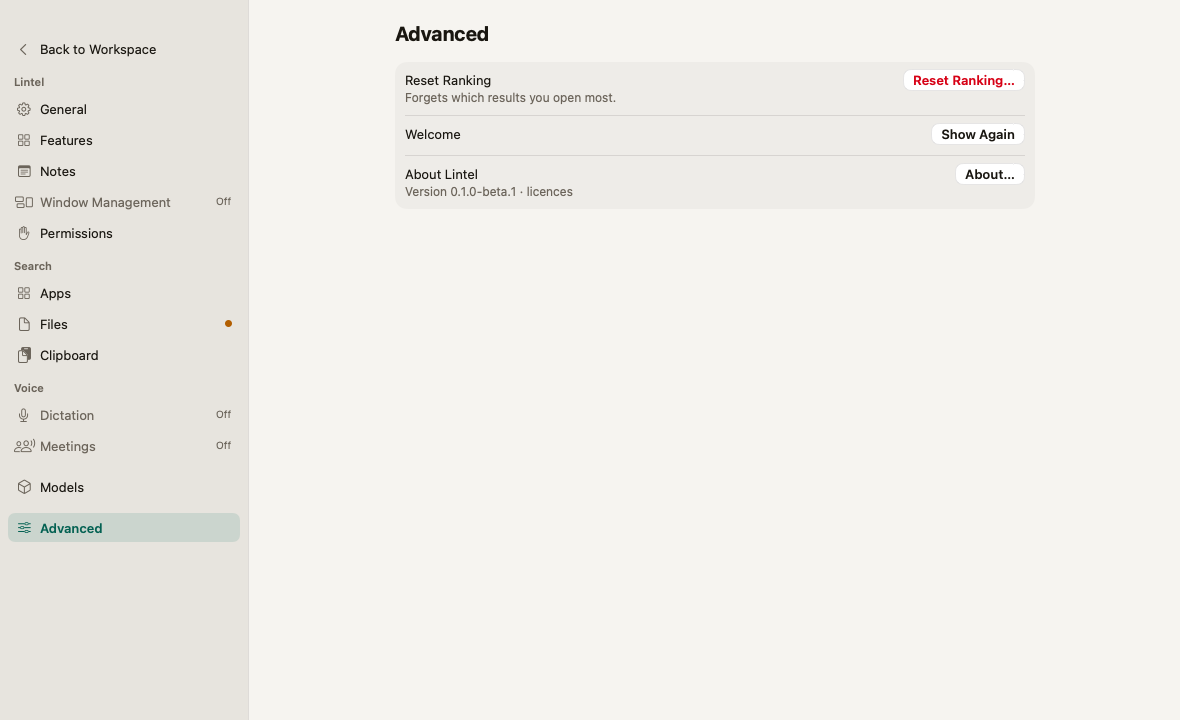 Back to Workspace
Lintel
General
Features
Notes
Window Management Off
Permissions
Search
Apps
Files
Clipboard
Voice
Dictation Off
Meetings Off
Models
Advanced
Advanced
Reset Ranking
Forgets which results you open most.
Reset Ranking...
Welcome
Show Again
About Lintel
Version 0.1.0-beta.1 · licences
About...